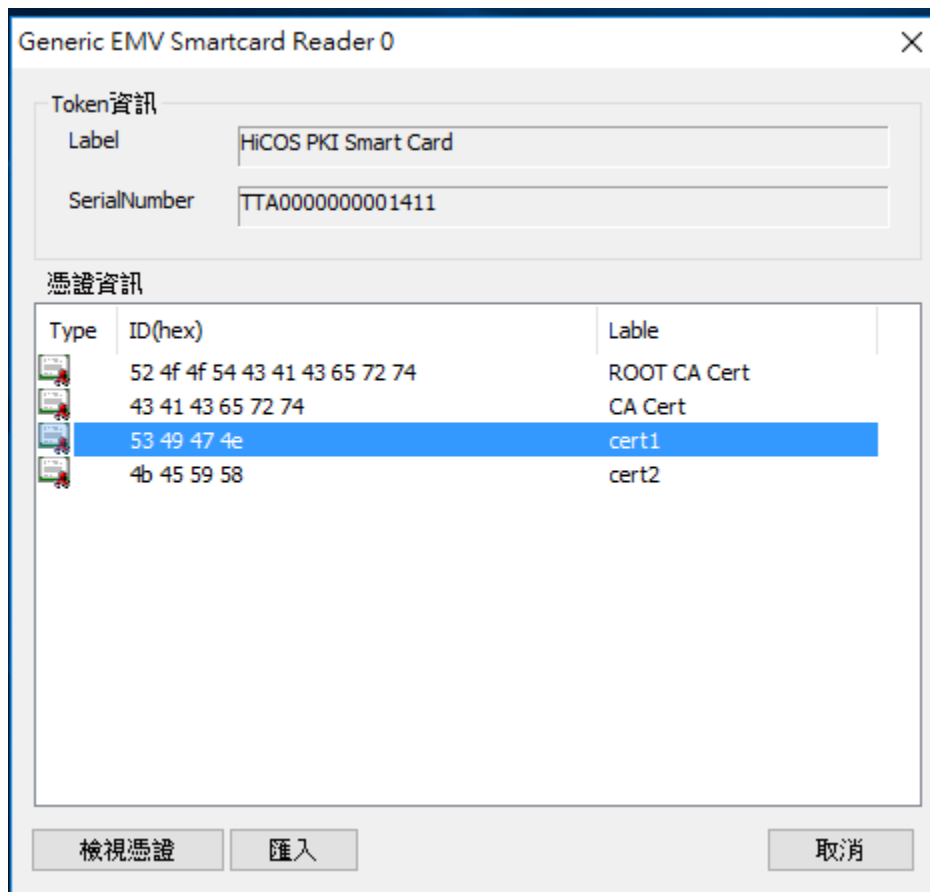 Generic EMV Smartcard Reader 0
Token資訊
Label HiCOS PKI Smart Card
SerialNumber TTA0000000001411
憑證資訊
Type ID(hex) Lable
52 4f 4f 54 43 41 43 65 72 74 ROOT CA Cert
43 41 43 65 72 74 CA Cert
53 49 47 4e cert1
4b 45 59 58 cert2
檢視憑證 匯入 取消